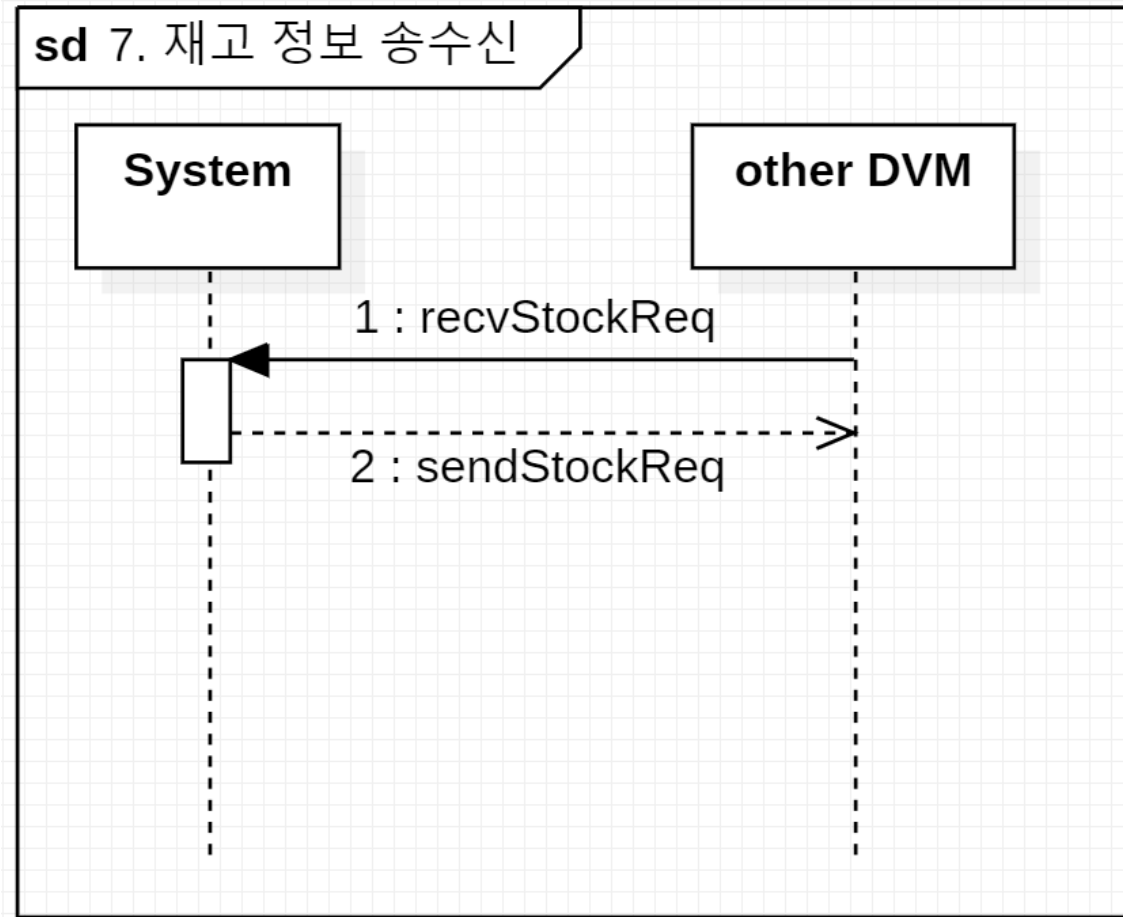 sd 7. 재고 정보 송수신
System
other DVM
1 : recvStockReq
2 : sendStockReq